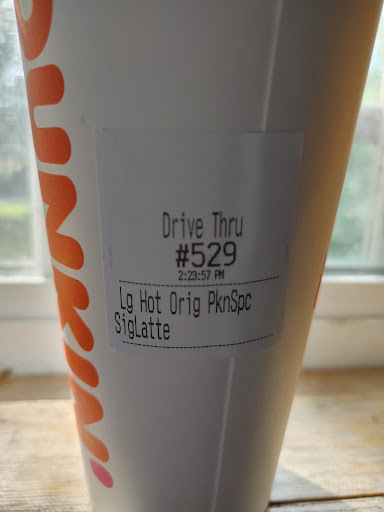 DUNKIN'
Drive Thru
#529
2:23:57 PM
Lg Hot Orig PknSpc
SigLatte